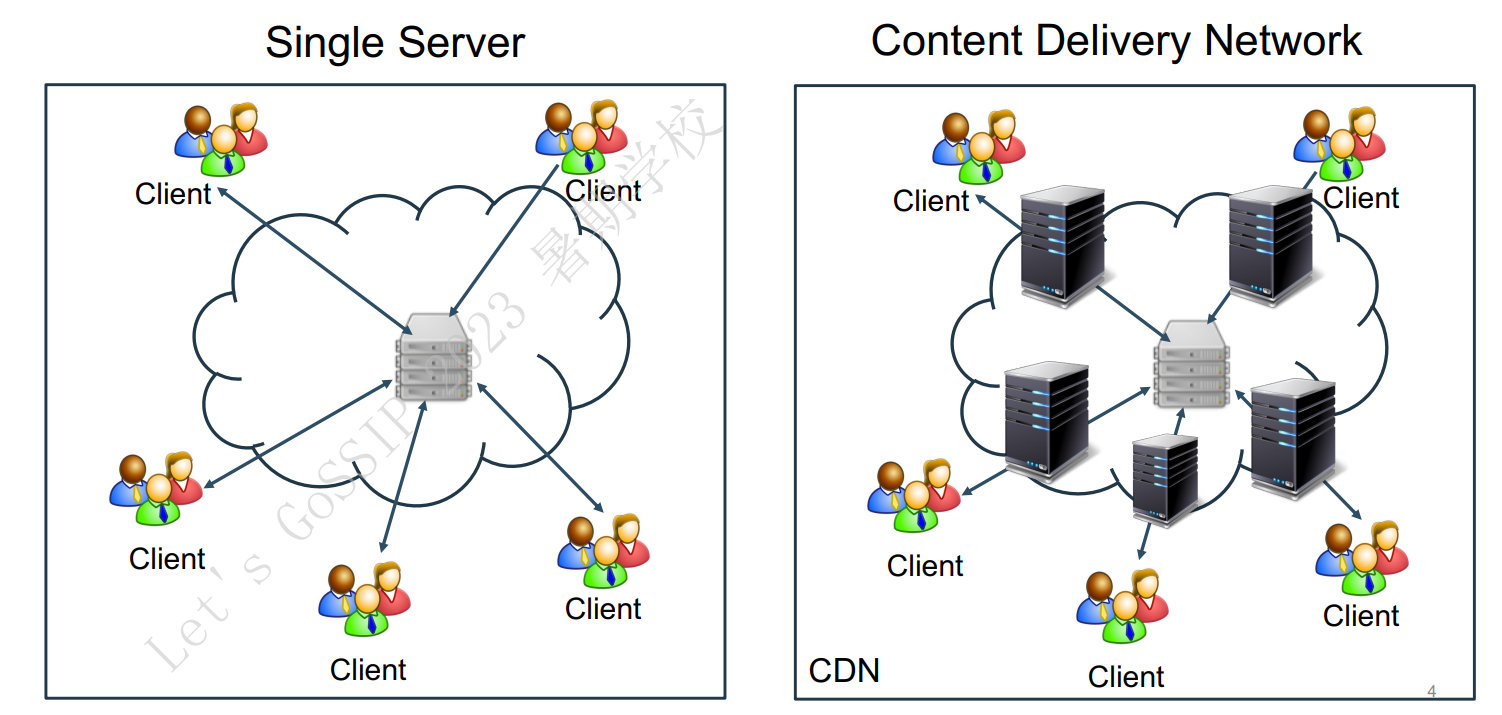 Single Server
Content Delivery Network
Client
Client
Client
Client
Client
Client
Client
Client
Client
Client
CDN
4
Let's GoSSIP 2023 暑期学校